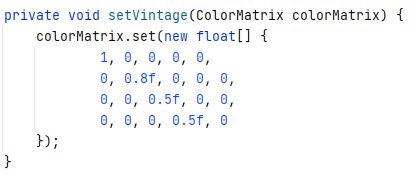 private void setVintage(ColorMatrix colorMatrix) {
    colorMatrix.set(new float[] {
            1, 0, 0, 0, 0,
            0, 0.8f, 0, 0, 0,
            0, 0, 0.5f, 0, 0,
            0, 0, 0, 0.5f, 0
    });
}